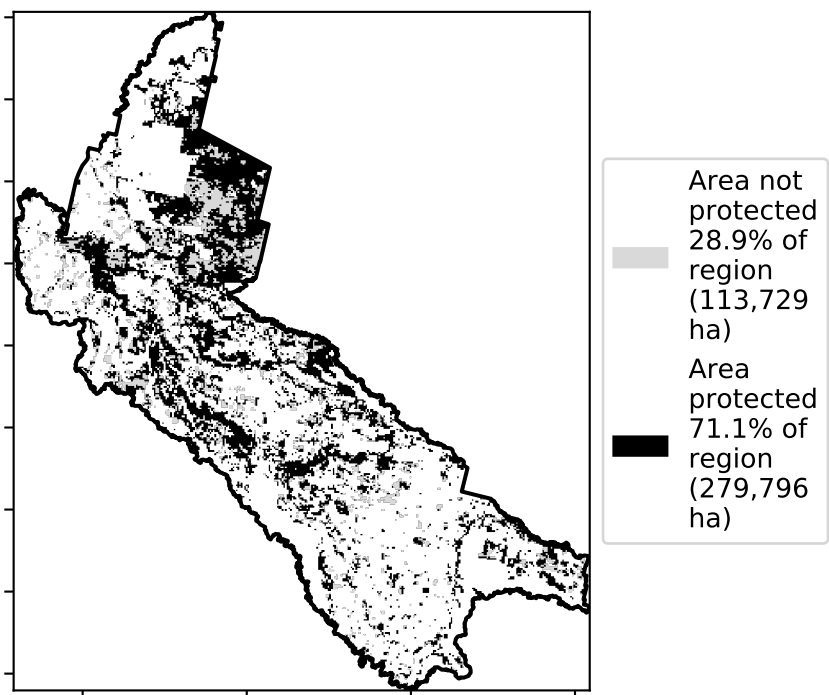 Area not
protected
28.9% of
region
(113,729
ha)
Area
protected
71.1% of
region
(279,796
ha)